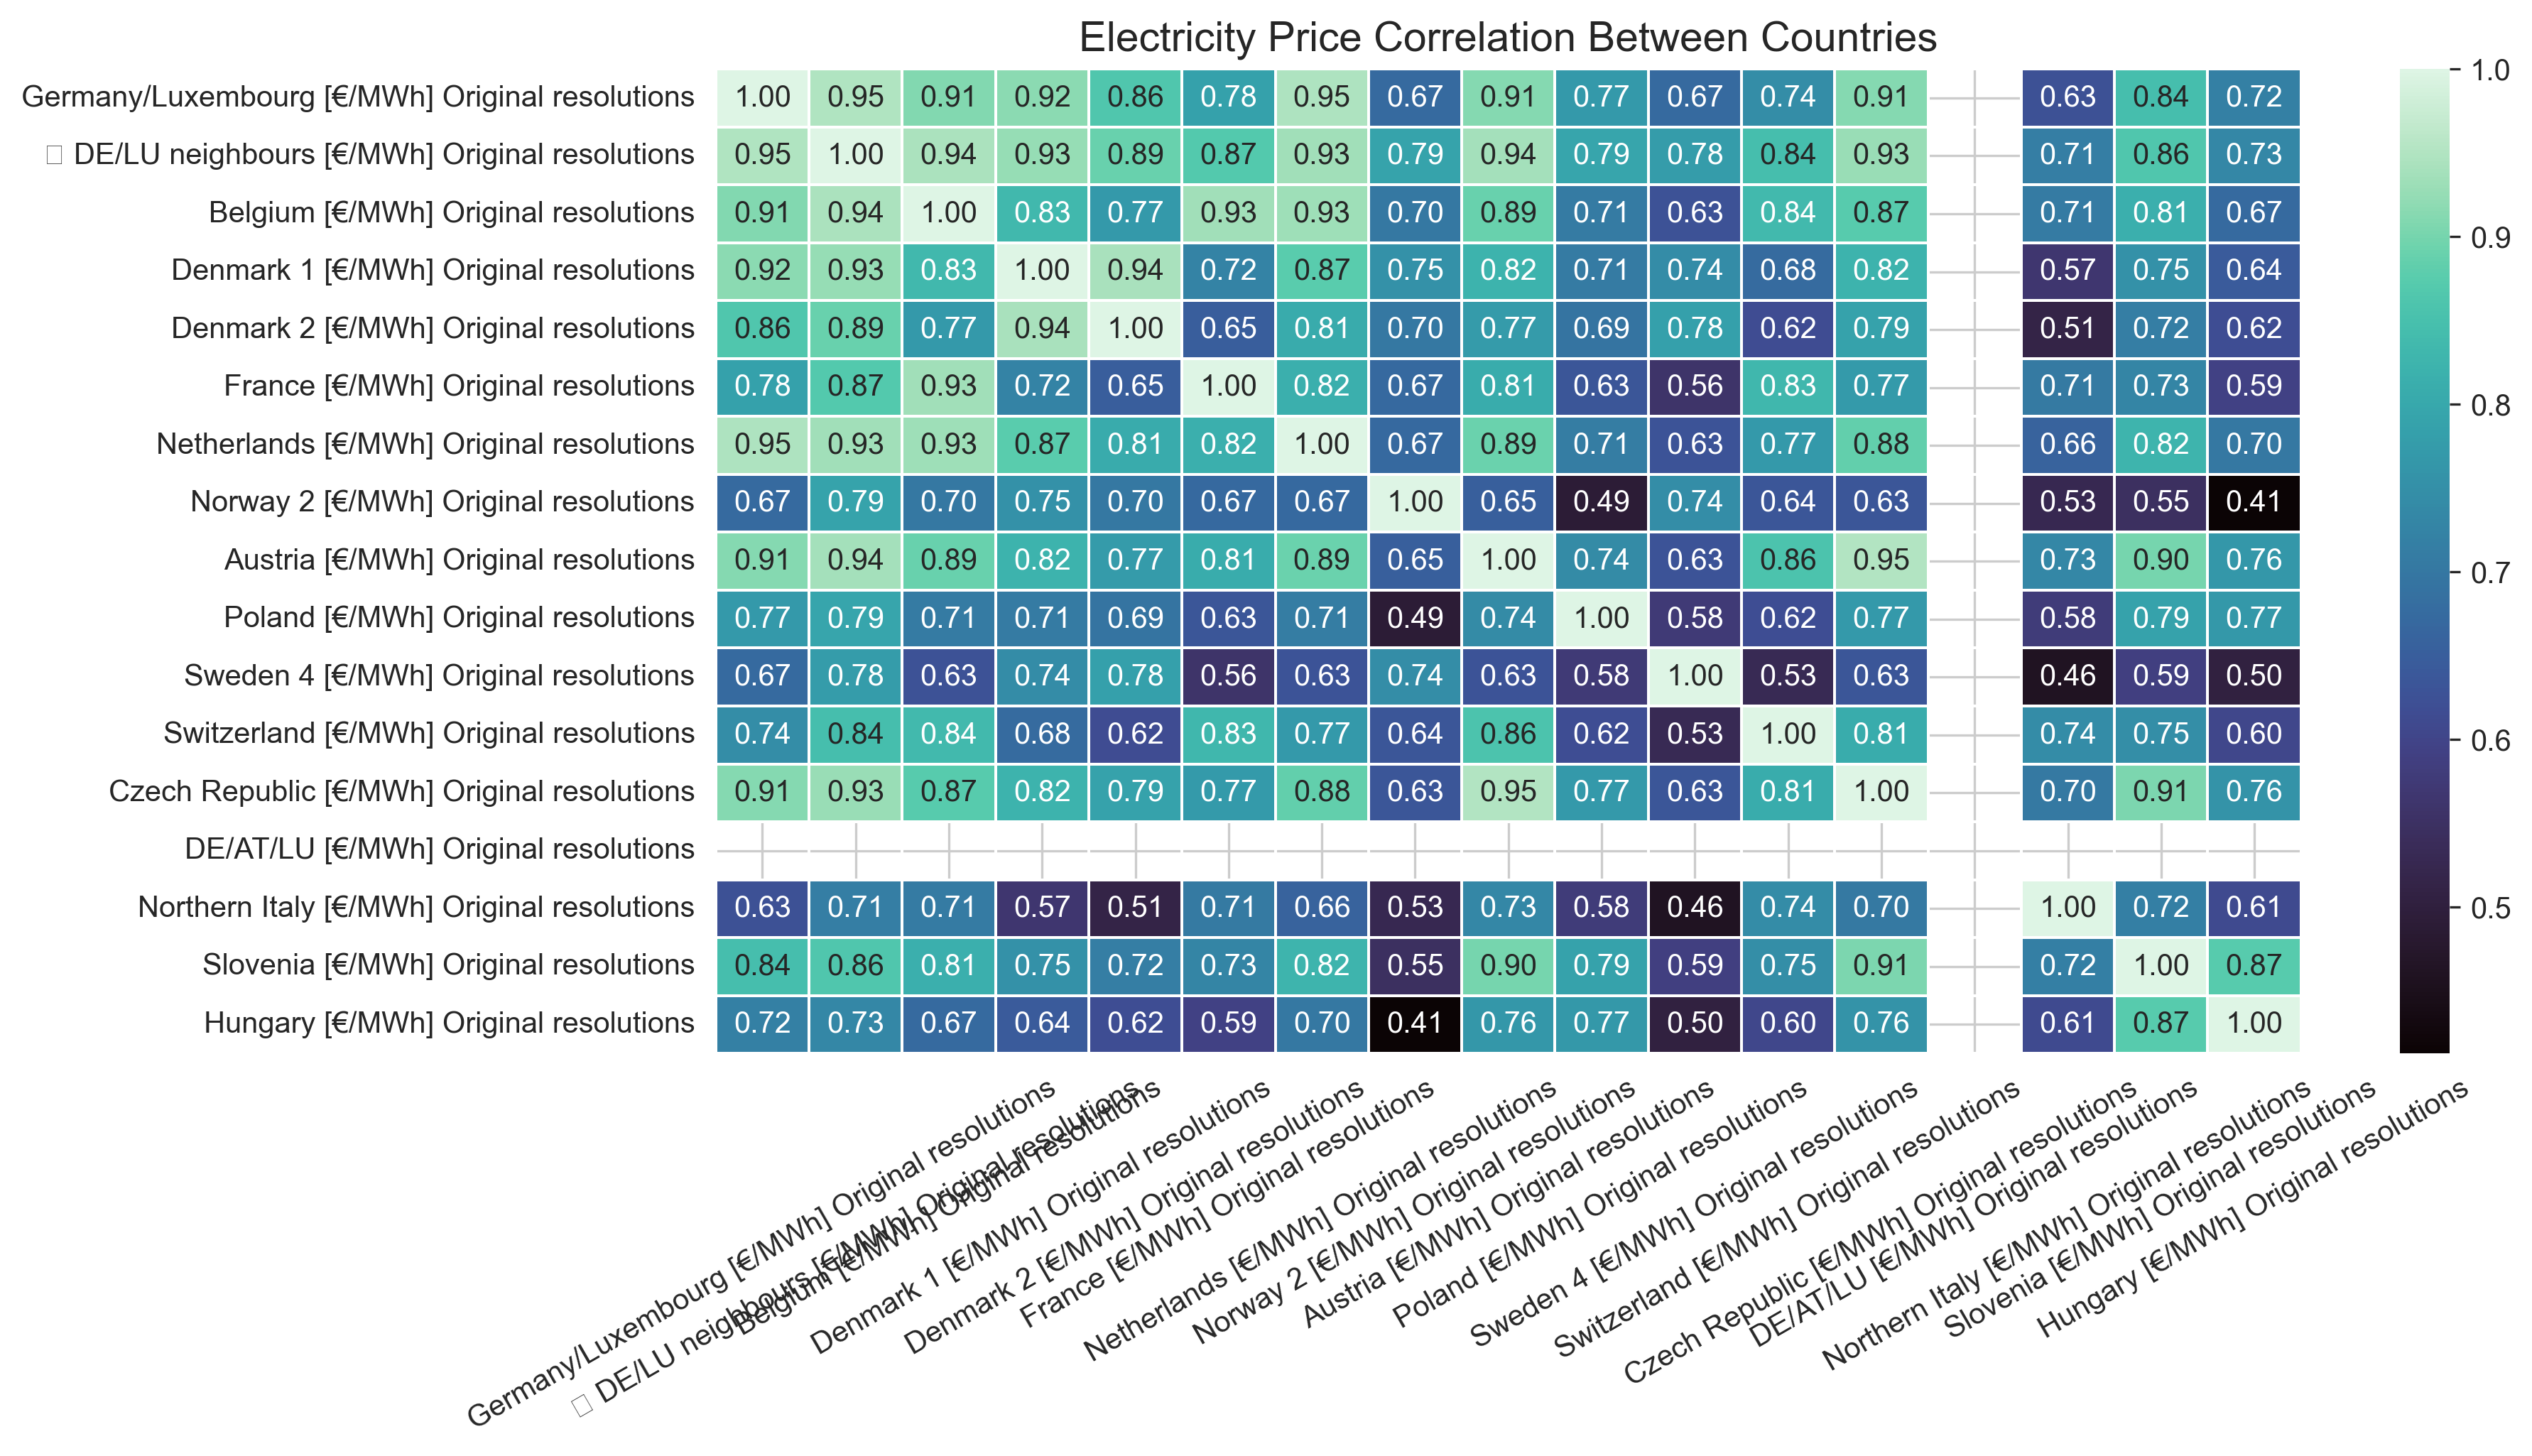 Electricity Price Correlation Between Countries
Germany/Luxembourg [€/MWh] Original resolutions 1.00 0.95 0.91 0.92 0.86 0.78 0.95 0.67 0.91 0.77 0.67 0.74 0.91 0.63 0.84 0.72
▯ DE/LU neighbours [€/MWh] Original resolutions 0.95 1.00 0.94 0.93 0.89 0.87 0.93 0.79 0.94 0.79 0.78 0.84 0.93 0.71 0.86 0.73
Belgium [€/MWh] Original resolutions 0.91 0.94 1.00 0.83 0.77 0.93 0.93 0.70 0.89 0.71 0.63 0.84 0.87 0.71 0.81 0.67
Denmark 1 [€/MWh] Original resolutions 0.92 0.93 0.83 1.00 0.94 0.72 0.87 0.75 0.82 0.71 0.74 0.68 0.82 0.57 0.75 0.64
Denmark 2 [€/MWh] Original resolutions 0.86 0.89 0.77 0.94 1.00 0.65 0.81 0.70 0.77 0.69 0.78 0.62 0.79 0.51 0.72 0.62
France [€/MWh] Original resolutions 0.78 0.87 0.93 0.72 0.65 1.00 0.82 0.67 0.81 0.63 0.56 0.83 0.77 0.71 0.73 0.59
Netherlands [€/MWh] Original resolutions 0.95 0.93 0.93 0.87 0.81 0.82 1.00 0.67 0.89 0.71 0.63 0.77 0.88 0.66 0.82 0.70
Norway 2 [€/MWh] Original resolutions 0.67 0.79 0.70 0.75 0.70 0.67 0.67 1.00 0.65 0.49 0.74 0.64 0.63 0.53 0.55 0.41
Austria [€/MWh] Original resolutions 0.91 0.94 0.89 0.82 0.77 0.81 0.89 0.65 1.00 0.74 0.63 0.86 0.95 0.73 0.90 0.76
Poland [€/MWh] Original resolutions 0.77 0.79 0.71 0.71 0.69 0.63 0.71 0.49 0.74 1.00 0.58 0.62 0.77 0.58 0.79 0.77
Sweden 4 [€/MWh] Original resolutions 0.67 0.78 0.63 0.74 0.78 0.56 0.63 0.74 0.63 0.58 1.00 0.53 0.63 0.46 0.59 0.50
Switzerland [€/MWh] Original resolutions 0.74 0.84 0.84 0.68 0.62 0.83 0.77 0.64 0.86 0.62 0.53 1.00 0.81 0.74 0.75 0.60
Czech Republic [€/MWh] Original resolutions 0.91 0.93 0.87 0.82 0.79 0.77 0.88 0.63 0.95 0.77 0.63 0.81 1.00 0.70 0.91 0.76
DE/AT/LU [€/MWh] Original resolutions
Northern Italy [€/MWh] Original resolutions 0.63 0.71 0.71 0.57 0.51 0.71 0.66 0.53 0.73 0.58 0.46 0.74 0.70 1.00 0.72 0.61
Slovenia [€/MWh] Original resolutions 0.84 0.86 0.81 0.75 0.72 0.73 0.82 0.55 0.90 0.79 0.59 0.75 0.91 0.72 1.00 0.87
Hungary [€/MWh] Original resolutions 0.72 0.73 0.67 0.64 0.62 0.59 0.70 0.41 0.76 0.77 0.50 0.60 0.76 0.61 0.87 1.00
Germany/Luxembourg [€/MWh] Original resolutions
▯ DE/LU neighbours [€/MWh] Original resolutions
Belgium [€/MWh] Original resolutions
Denmark 1 [€/MWh] Original resolutions
Denmark 2 [€/MWh] Original resolutions
France [€/MWh] Original resolutions
Netherlands [€/MWh] Original resolutions
Norway 2 [€/MWh] Original resolutions
Austria [€/MWh] Original resolutions
Poland [€/MWh] Original resolutions
Sweden 4 [€/MWh] Original resolutions
Switzerland [€/MWh] Original resolutions
Czech Republic [€/MWh] Original resolutions
DE/AT/LU [€/MWh] Original resolutions
Northern Italy [€/MWh] Original resolutions
Slovenia [€/MWh] Original resolutions
Hungary [€/MWh] Original resolutions
1.0
0.9
0.8
0.7
0.6
0.5